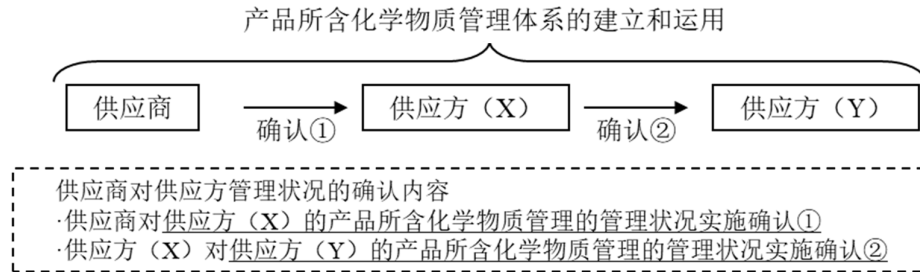 产品所含化学物质管理体系的建立和运用
供应商
供应方（X）
供应方（Y）
确认①
确认②
供应商对供应方管理状况的确认内容
·供应商对供应方（X）的产品所含化学物质管理的管理状况实施确认①
·供应方（X）对供应方（Y）的产品所含化学物质管理的管理状况实施确认②